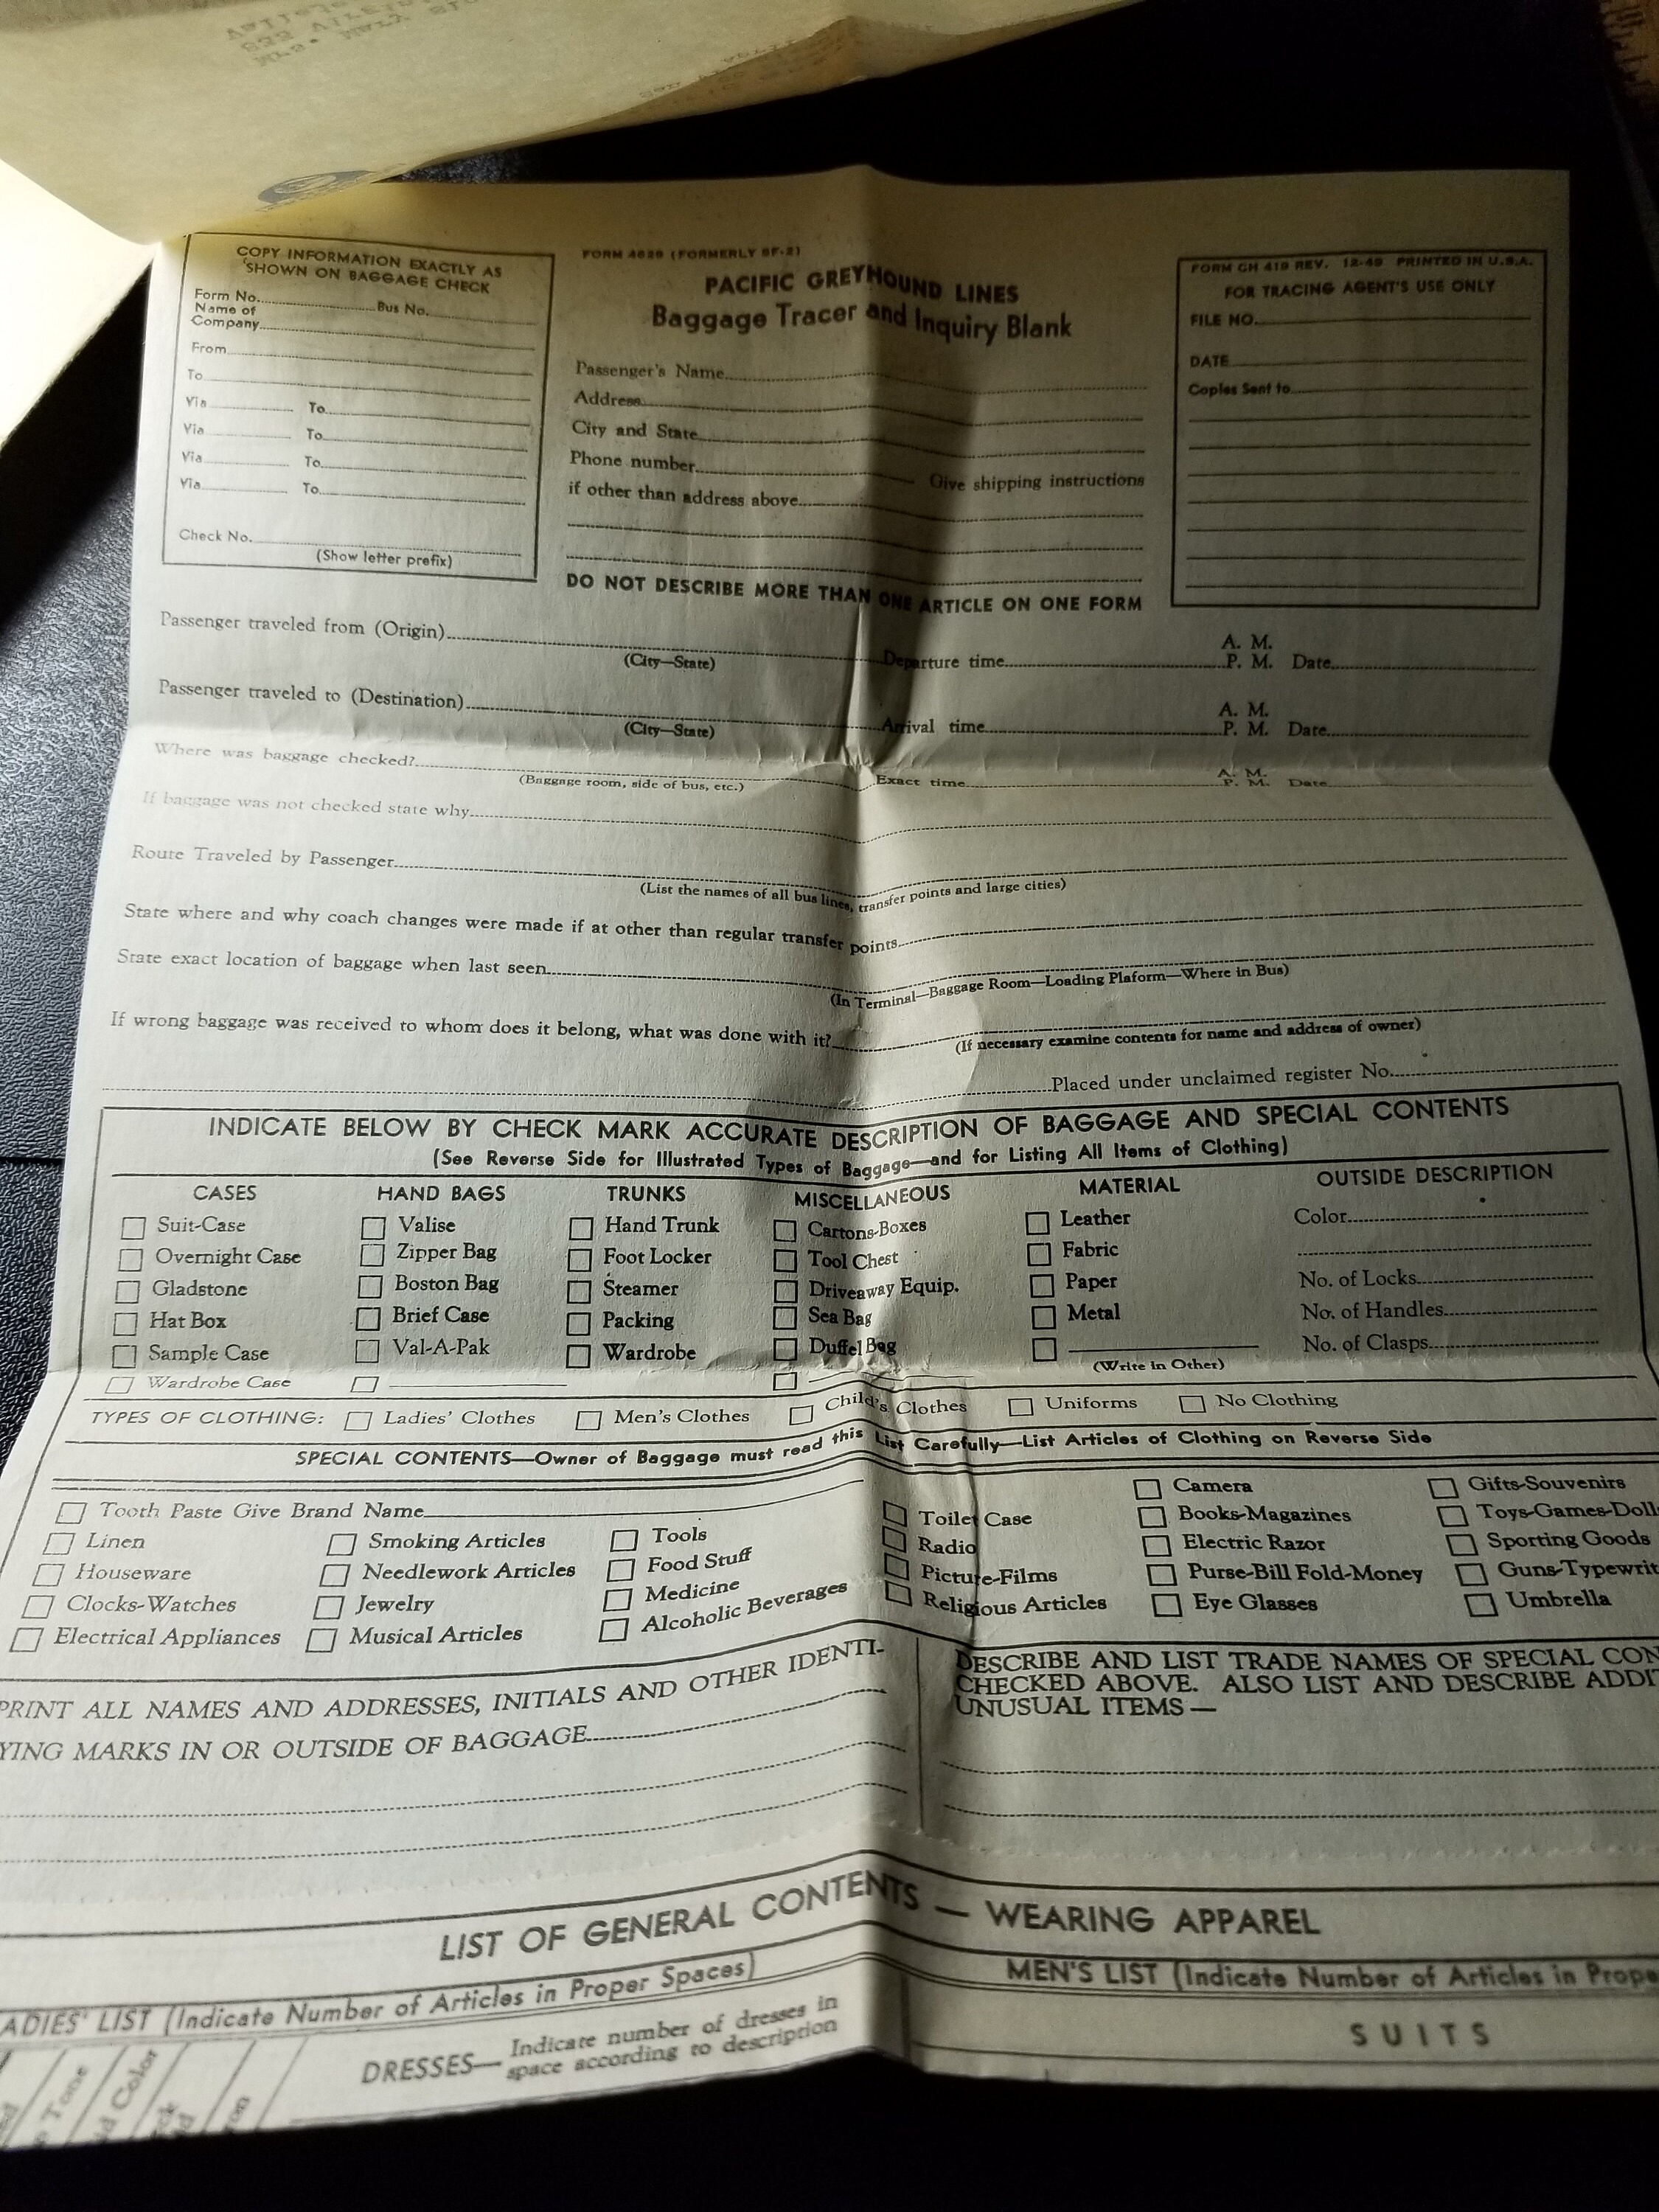 Mrs. Mary
COPY INFORMATION EXACTLY AS
SHOWN ON BAGGAGE CHECK
Form No. Bus No.
Name of
Company
From
To
Via To
Via To
Via To
Via To
Check No.
(Show letter prefix)
FORM 4629 (FORMERLY SF-2)
PACIFIC GREYHOUND LINES
Baggage Tracer and Inquiry Blank
Passenger's Name
Address
City and State
Phone number Give shipping instructions
if other than address above
DO NOT DESCRIBE MORE THAN ONE ARTICLE ON ONE FORM
FORM GH 419 REV. 12-49 PRINTED IN U.S.A.
FOR TRACING AGENT'S USE ONLY
FILE NO.
DATE
Copies Sent to
Passenger traveled from (Origin) Departure time A. M. P. M. Date
(City—State)
Passenger traveled to (Destination) Arrival time A. M. P. M. Date
(City—State)
Where was baggage checked? Exact time A. M. P. M. Date
(Baggage room, side of bus, etc.)
If baggage was not checked state why
Route Traveled by Passenger
(List the names of all bus lines, transfer points and large cities)
State where and why coach changes were made if at other than regular transfer points
State exact location of baggage when last seen
(In Terminal—Baggage Room—Loading Plaform—Where in Bus)
If wrong baggage was received to whom does it belong, what was done with it?
(If necessary examine contents for name and address of owner)
Placed under unclaimed register No.
INDICATE BELOW BY CHECK MARK ACCURATE DESCRIPTION OF BAGGAGE AND SPECIAL CONTENTS
(See Reverse Side for Illustrated Types of Baggage—and for Listing All Items of Clothing)
CASES HAND BAGS TRUNKS MISCELLANEOUS MATERIAL OUTSIDE DESCRIPTION
Suit-Case Valise Hand Trunk Cartons-Boxes Leather Color
Overnight Case Zipper Bag Foot Locker Tool Chest Fabric
Gladstone Boston Bag Steamer Driveaway Equip. Paper No. of Locks
Hat Box Brief Case Packing Sea Bag Metal No. of Handles
Sample Case Val-A-Pak Wardrobe Duffel Bag No. of Clasps
(Write in Other)
Wardrobe Case
TYPES OF CLOTHING: Ladies' Clothes Men's Clothes Child's Clothes Uniforms No Clothing
SPECIAL CONTENTS—Owner of Baggage must read this List Carefully—List Articles of Clothing on Reverse Side
Tooth Paste Give Brand Name Toilet Case Camera Gifts-Souvenirs
Linen Smoking Articles Tools Radio Books-Magazines Toys-Games-Doll
Houseware Needlework Articles Food Stuff Picture-Films Electric Razor Sporting Goods
Clocks-Watches Jewelry Medicine Religious Articles Purse-Bill Fold-Money Guns-Typewrit
Electrical Appliances Musical Articles Alcoholic Beverages Eye Glasses Umbrella
PRINT ALL NAMES AND ADDRESSES, INITIALS AND OTHER IDENTI-
YING MARKS IN OR OUTSIDE OF BAGGAGE
DESCRIBE AND LIST TRADE NAMES OF SPECIAL CON
CHECKED ABOVE. ALSO LIST AND DESCRIBE ADDI
UNUSUAL ITEMS —
LIST OF GENERAL CONTENTS — WEARING APPAREL
ADIES' LIST (Indicate Number of Articles in Proper Spaces)
MEN'S LIST (Indicate Number of Articles in Prope
DRESSES— Indicate number of dresses in
space according to description
SUITS
Tone
Color